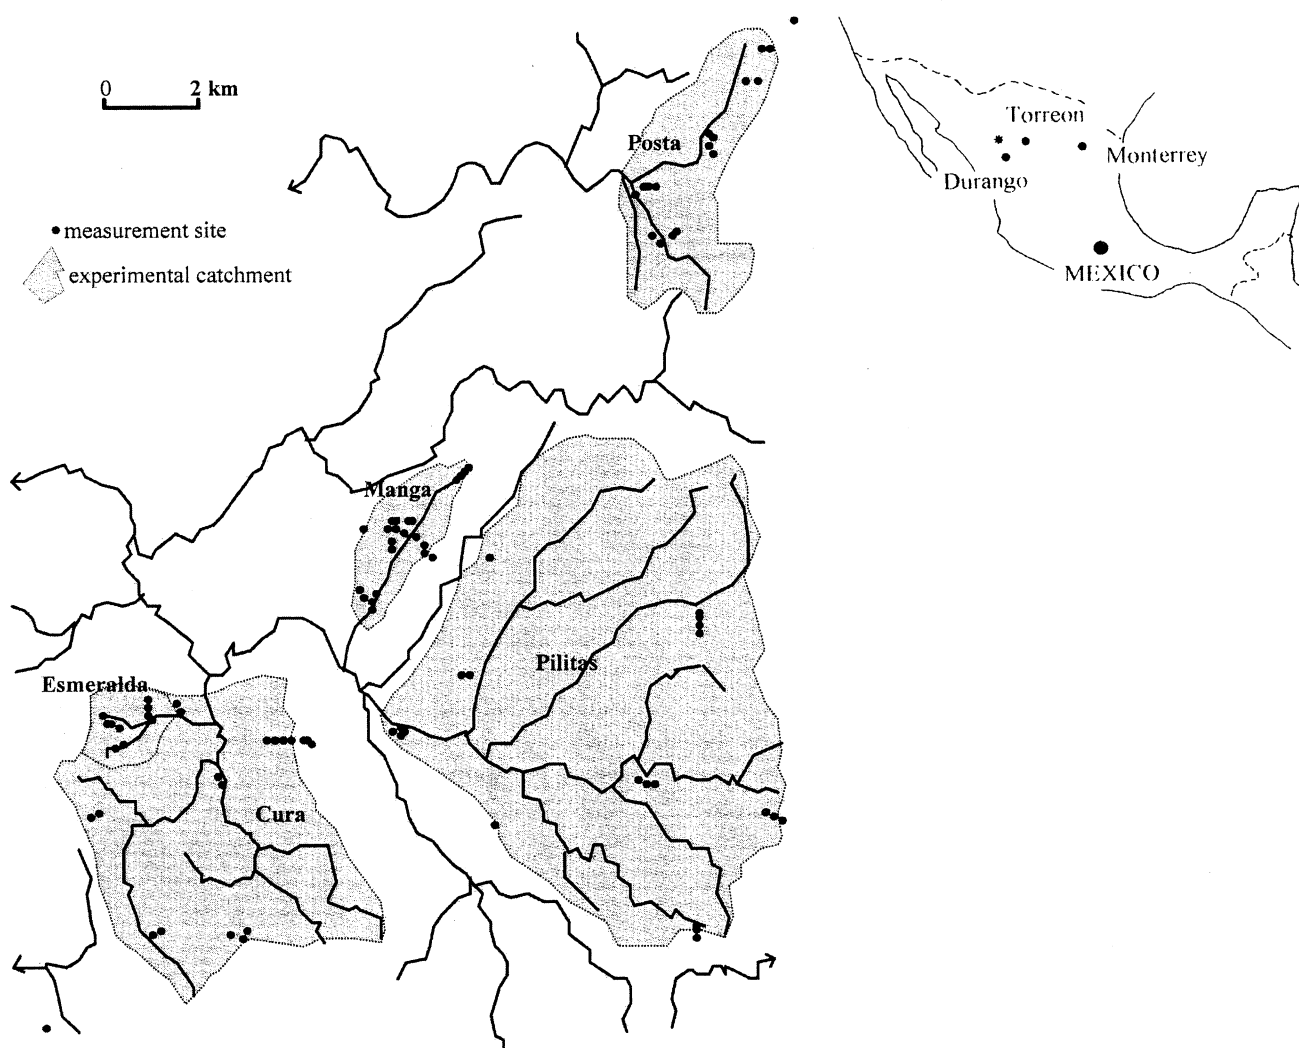 0 2 km
Posta
Torreon
Monterrey
Durango
measurement site
MEXICO
experimental catchment
Manga
Pilitas
Esmeralda
Cura